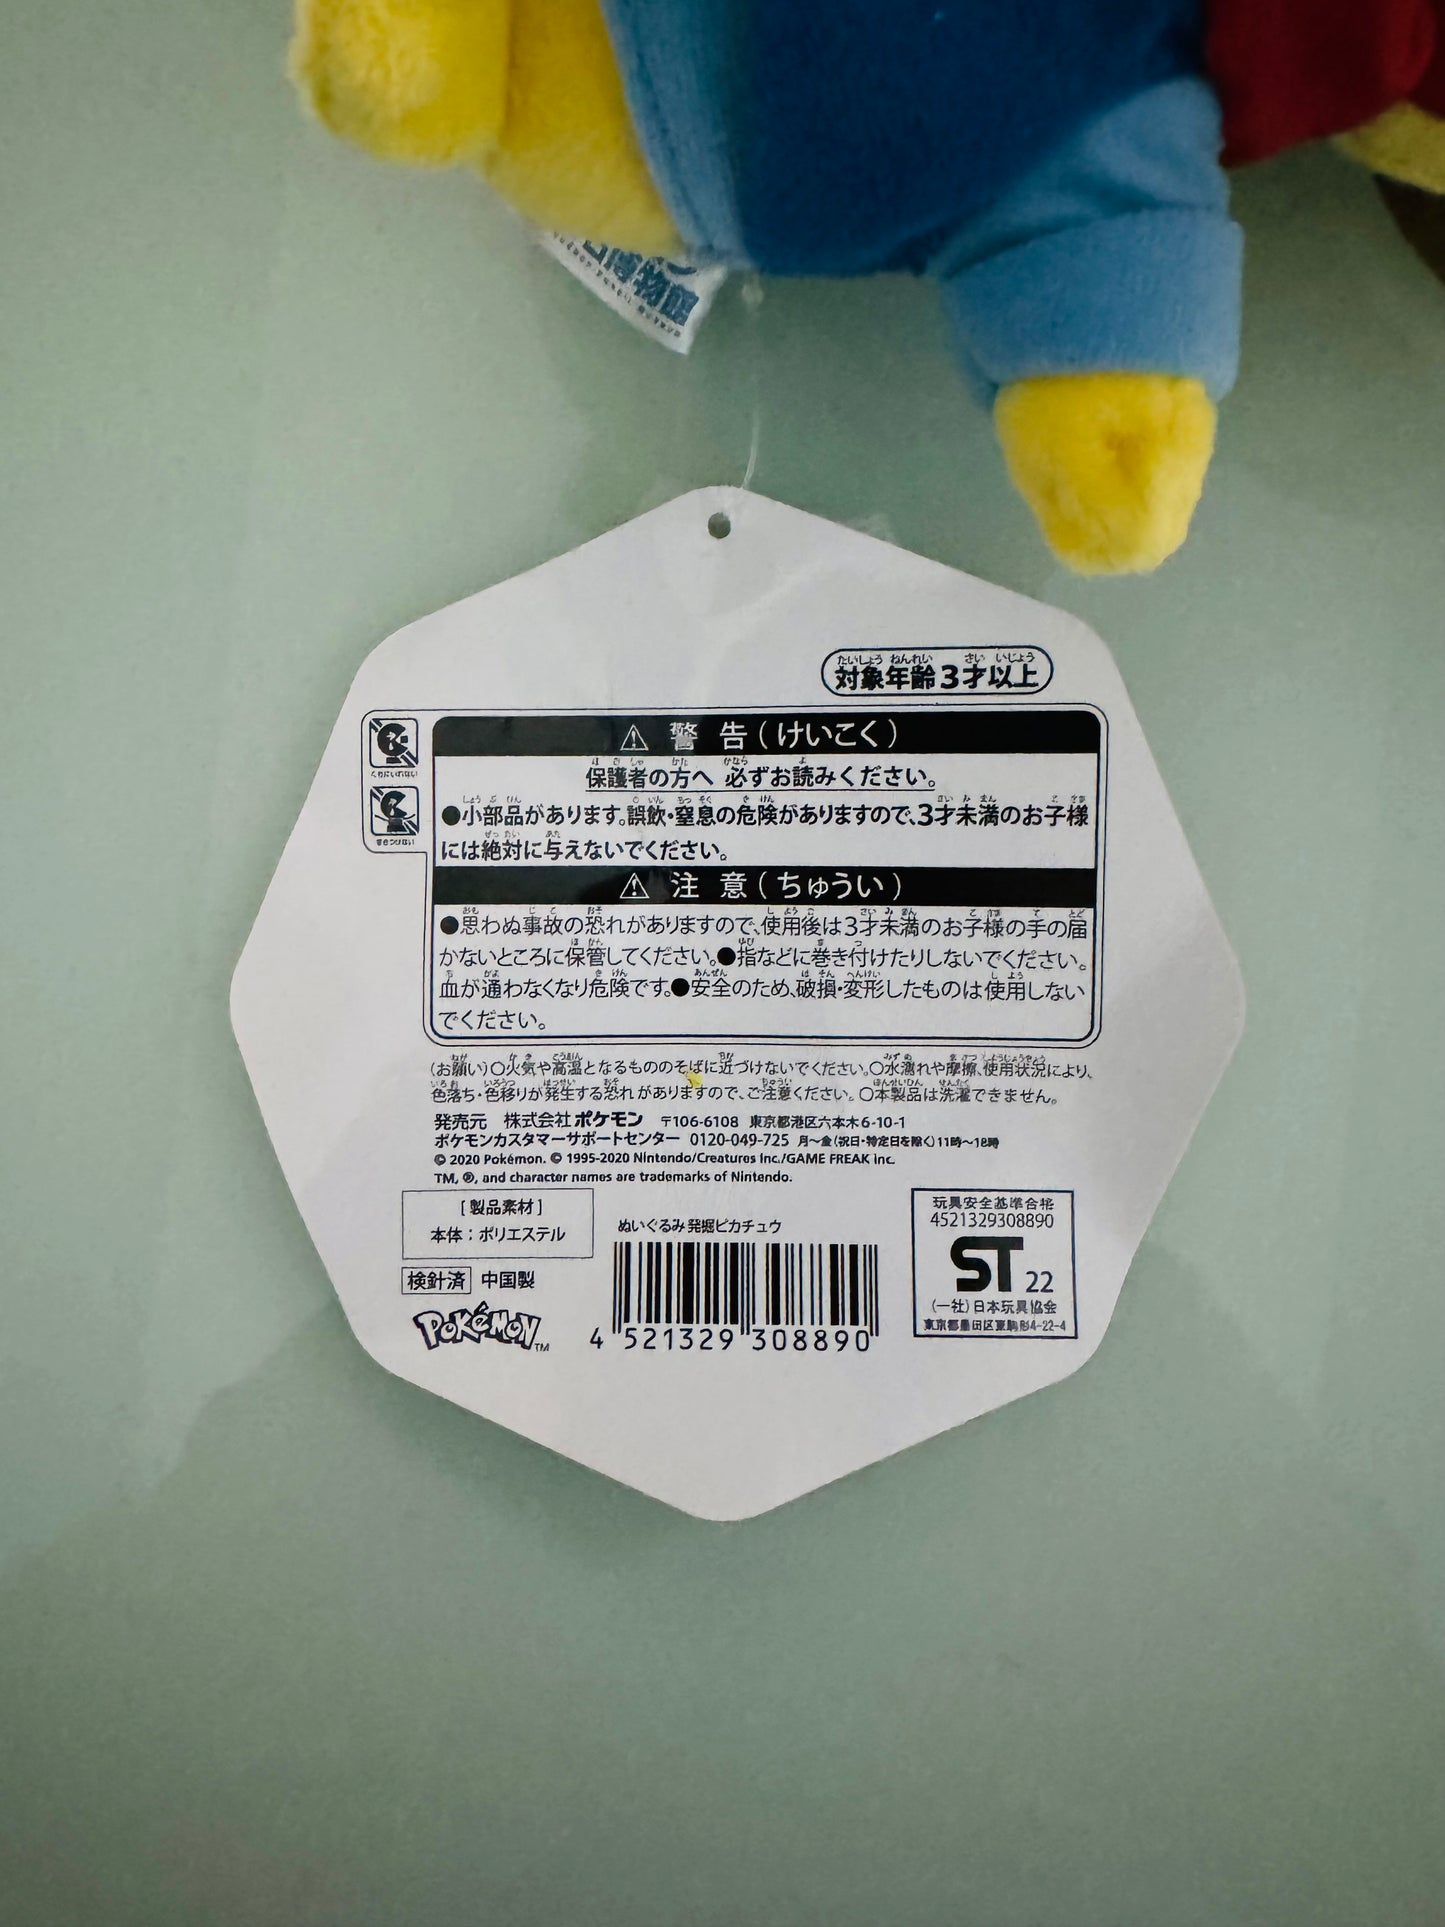 博物館
対象年齢3才以上
警告(けいこく)
保護者の方へ 必ずお読みください。
●小部品があります。誤飲・窒息の危険がありますので、3才未満のお子様
には絶対に与えないでください。
注意(ちゅうい)
●思わぬ事故の恐れがありますので、使用後は3才未満のお子様の手の届
かないところに保管してください。●指などに巻き付けたりしないでください。
血が通わなくなり危険です。●安全のため、破損・変形したものは使用しない
でください。
(お願い)○火気や高温となるもののそばに近づけないでください。○水濡れや摩擦、使用状況により、
色落ち・色移りが発生する恐れがありますので、ご注意ください。○本製品は洗濯できません。
発売元 株式会社ポケモン 〒106-6108 東京都港区六本木6-10-1
ポケモンカスタマーサポートセンター 0120-049-725 月〜金(祝日・特定日を除く)11時〜18時
© 2020 Pokémon. © 1995-2020 Nintendo/Creatures Inc./GAME FREAK inc.
TM, ®, and character names are trademarks of Nintendo.
[製品素材]
本体:ポリエステル
検針済 中国製
POKéMON TM
ぬいぐるみ 発掘ピカチュウ
4 521329 308890
玩具安全基準合格
4521329308890
ST 22
(一社)日本玩具協会
東京都墨田区東駒形4-22-4